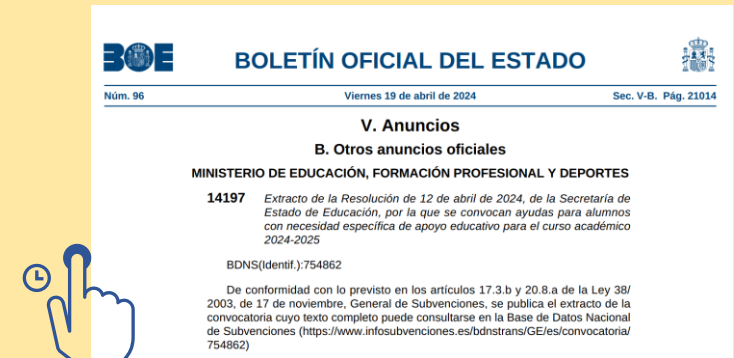 BOE
BOLETÍN OFICIAL DEL ESTADO
Núm. 96 Viernes 19 de abril de 2024 Sec. V-B. Pág. 21014
V. Anuncios
B. Otros anuncios oficiales
MINISTERIO DE EDUCACIÓN, FORMACIÓN PROFESIONAL Y DEPORTES
14197 Extracto de la Resolución de 12 de abril de 2024, de la Secretaría de
Estado de Educación, por la que se convocan ayudas para alumnos
con necesidad específica de apoyo educativo para el curso académico
2024-2025
BDNS(Identif.):754862
De conformidad con lo previsto en los artículos 17.3.b y 20.8.a de la Ley 38/
2003, de 17 de noviembre, General de Subvenciones, se publica el extracto de la
convocatoria cuyo texto completo puede consultarse en la Base de Datos Nacional
de Subvenciones (https://www.infosubvenciones.es/bdnstrans/GE/es/convocatoria/
754862)